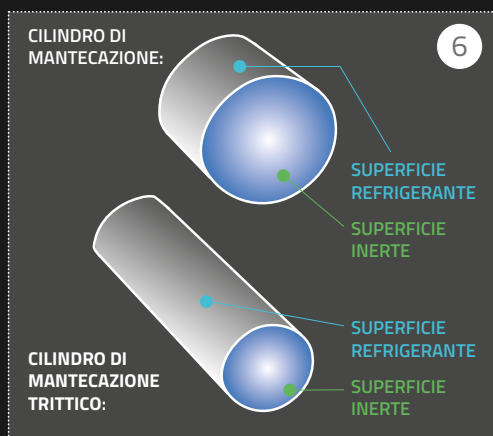 CILINDRO DI
MANTECAZIONE:
6
SUPERFICIE
REFRIGERANTE
SUPERFICIE
INERTE
SUPERFICIE
REFRIGERANTE
CILINDRO DI
MANTECAZIONE
TRITTICO:
SUPERFICIE
INERTE